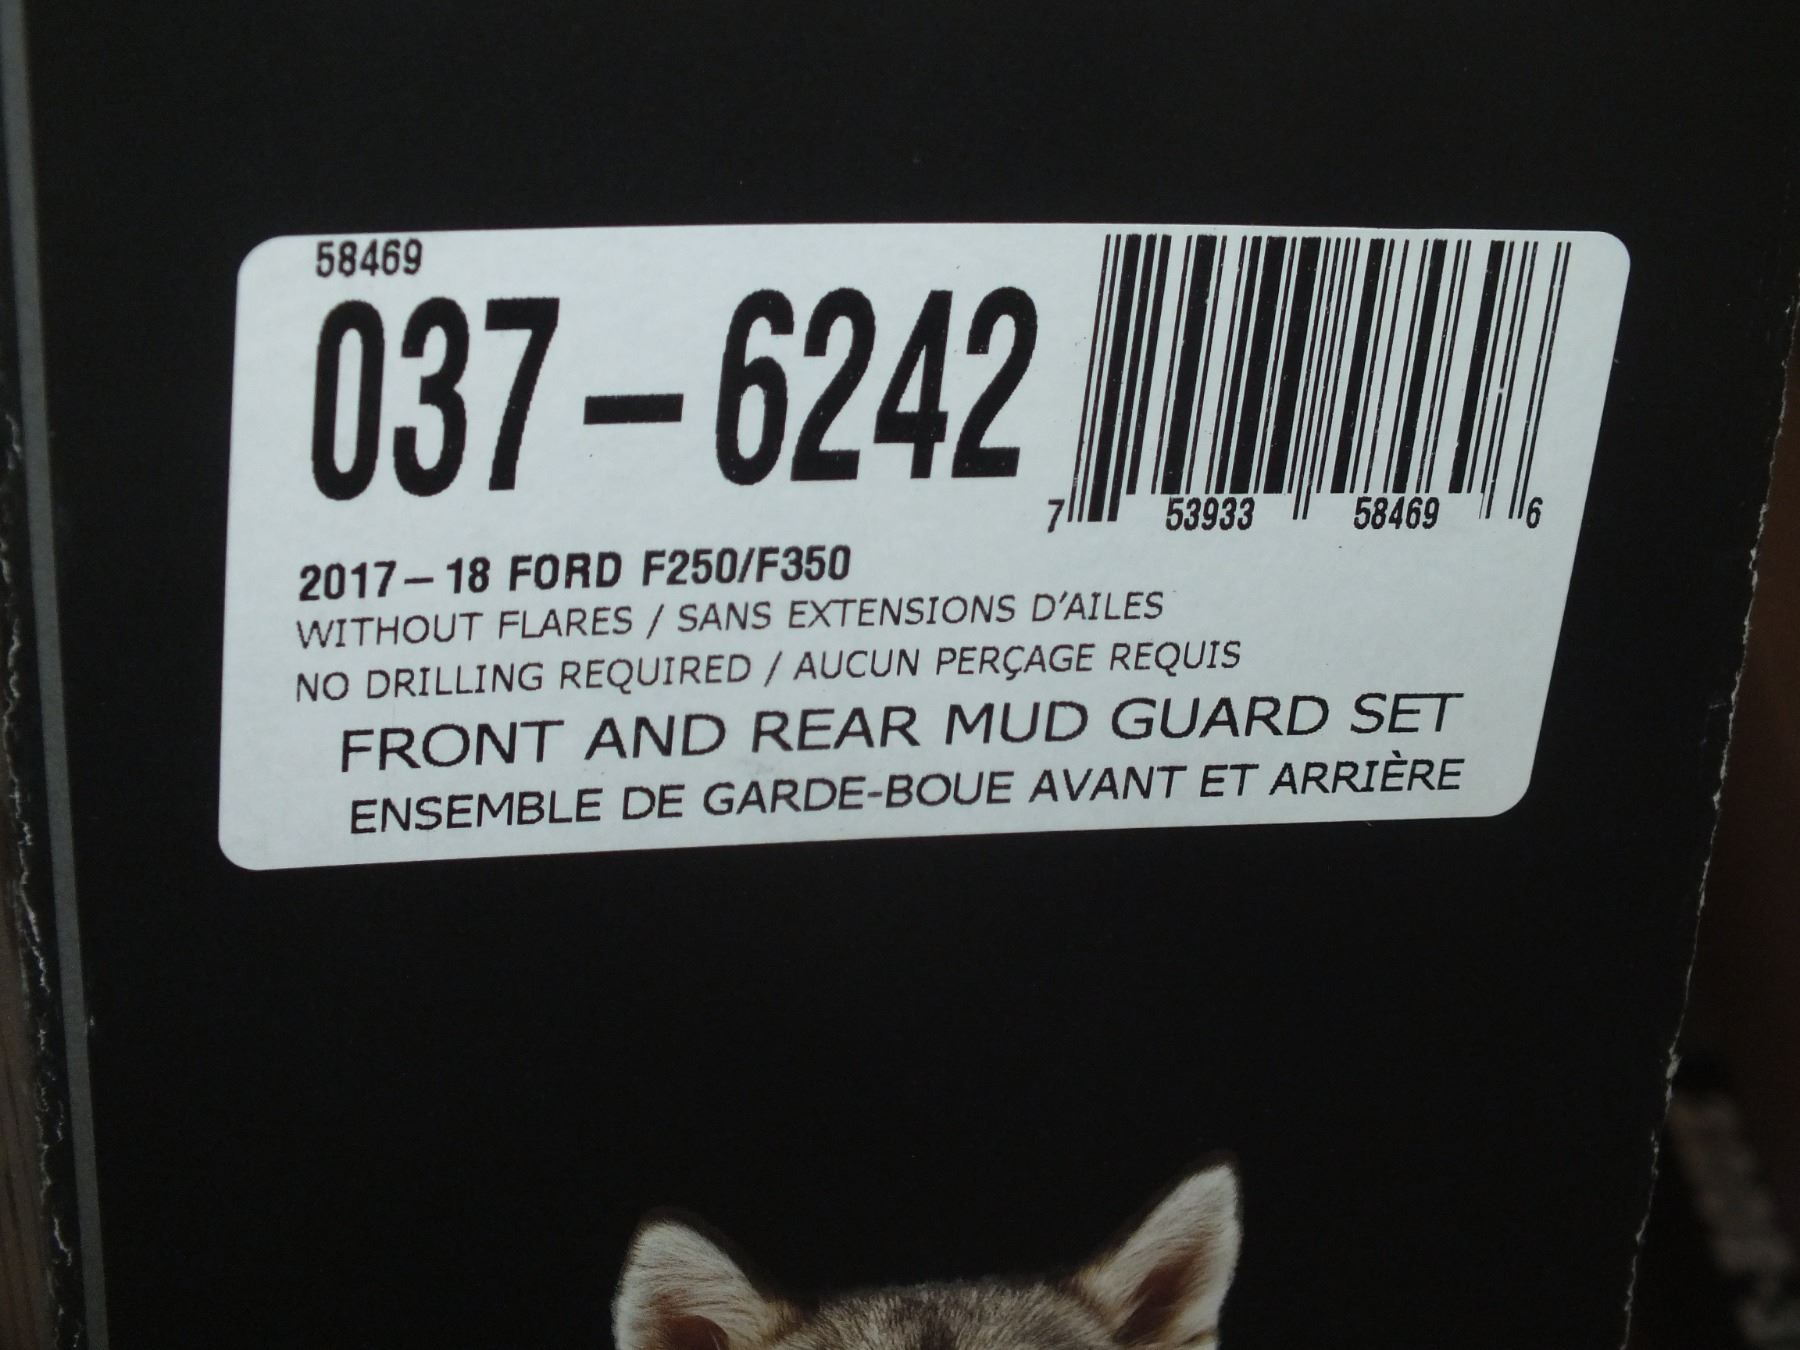 58469
037-6242
7 53933 58469 6
2017-18 FORD F250/F350
WITHOUT FLARES / SANS EXTENSIONS D'AILES
NO DRILLING REQUIRED / AUCUN PERÇAGE REQUIS
FRONT AND REAR MUD GUARD SET
ENSEMBLE DE GARDE-BOUE AVANT ET ARRIÈRE